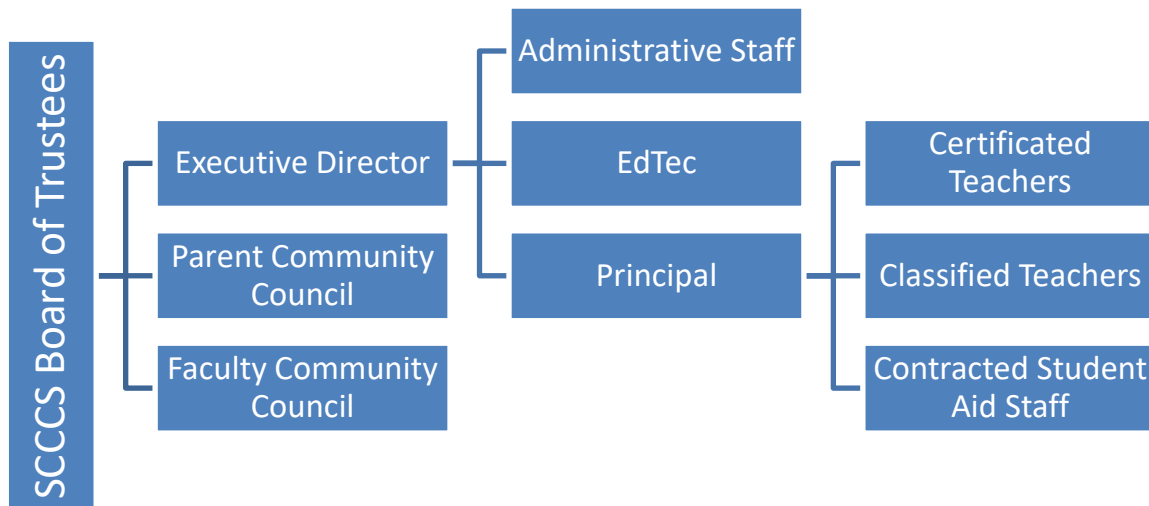 SCCCS Board of Trustees
Executive Director
Parent Community
Council
Faculty Community
Council
Administrative Staff
EdTec
Principal
Certificated
Teachers
Classified Teachers
Contracted Student
Aid Staff